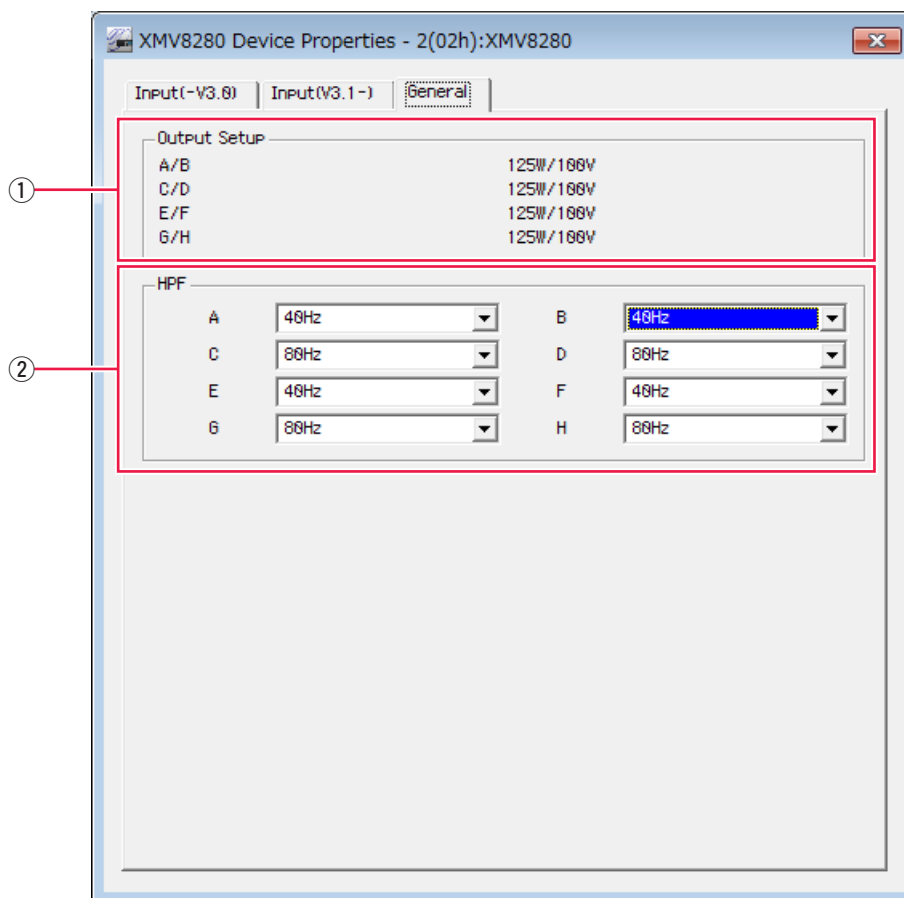 XMV8280 Device Properties - 2(02h):XMV8280
Input(-V3.0) Input(V3.1-) General
①
Output Setup
A/B 125W/100V
C/D 125W/100V
E/F 125W/100V
G/H 125W/100V
②
HPF
A 40Hz B 40Hz
C 80Hz D 80Hz
E 40Hz F 40Hz
G 80Hz H 80Hz